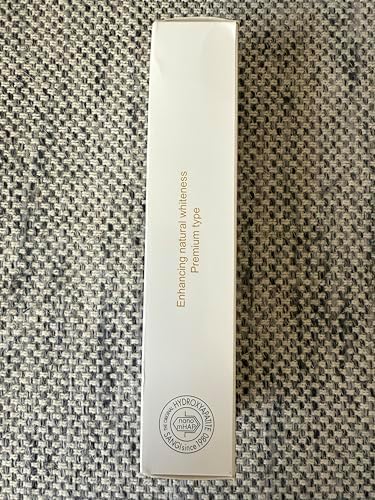 Enhancing natural whiteness
Premium type
HYDROXYAPATITE
nano
mHAP
SANGI since 1980